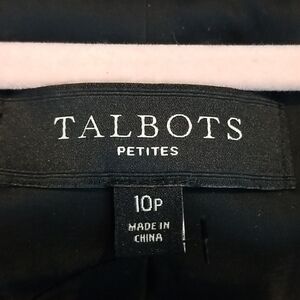 TALBOTS
PETITES
10P
MADE IN
CHINA